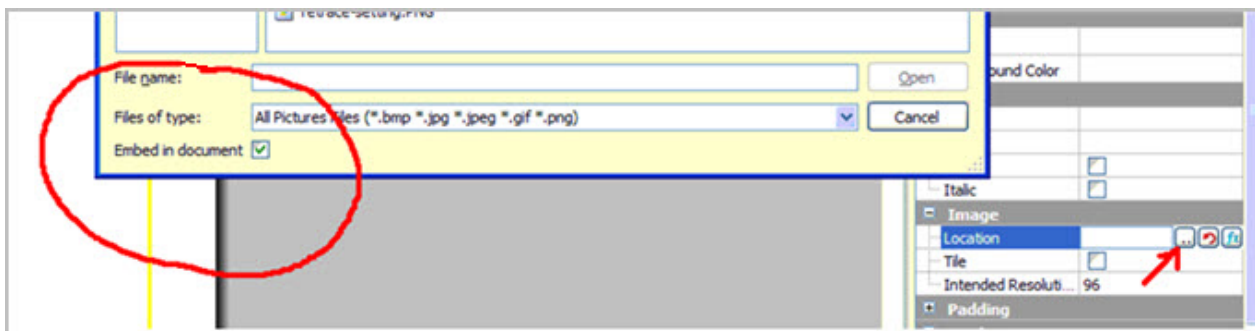 retrace-setting.PNG
File name:
Open
Files of type:
All Pictures Files (*.bmp *.jpg *.jpeg *.gif *.png)
Cancel
Embed in document
Color
Italic
Image
Location
..
fx
Tile
Intended Resoluti... 96
Padding